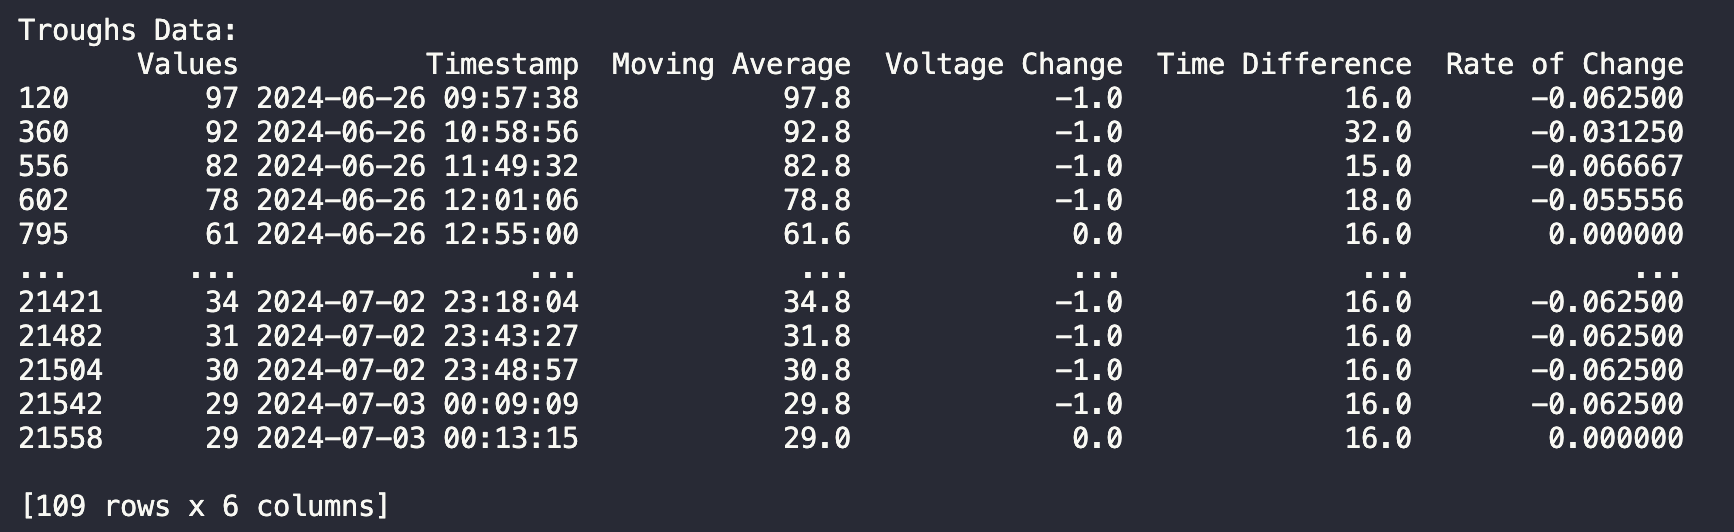 Troughs Data:
Values Timestamp Moving Average Voltage Change Time Difference Rate of Change
120 97 2024-06-26 09:57:38 97.8 -1.0 16.0 -0.062500
360 92 2024-06-26 10:58:56 92.8 -1.0 32.0 -0.031250
556 82 2024-06-26 11:49:32 82.8 -1.0 15.0 -0.066667
602 78 2024-06-26 12:01:06 78.8 -1.0 18.0 -0.055556
795 61 2024-06-26 12:55:00 61.6 0.0 16.0 0.000000
... ... ... ... ... ... ...
21421 34 2024-07-02 23:18:04 34.8 -1.0 16.0 -0.062500
21482 31 2024-07-02 23:43:27 31.8 -1.0 16.0 -0.062500
21504 30 2024-07-02 23:48:57 30.8 -1.0 16.0 -0.062500
21542 29 2024-07-03 00:09:09 29.8 -1.0 16.0 -0.062500
21558 29 2024-07-03 00:13:15 29.0 0.0 16.0 0.000000
[109 rows x 6 columns]